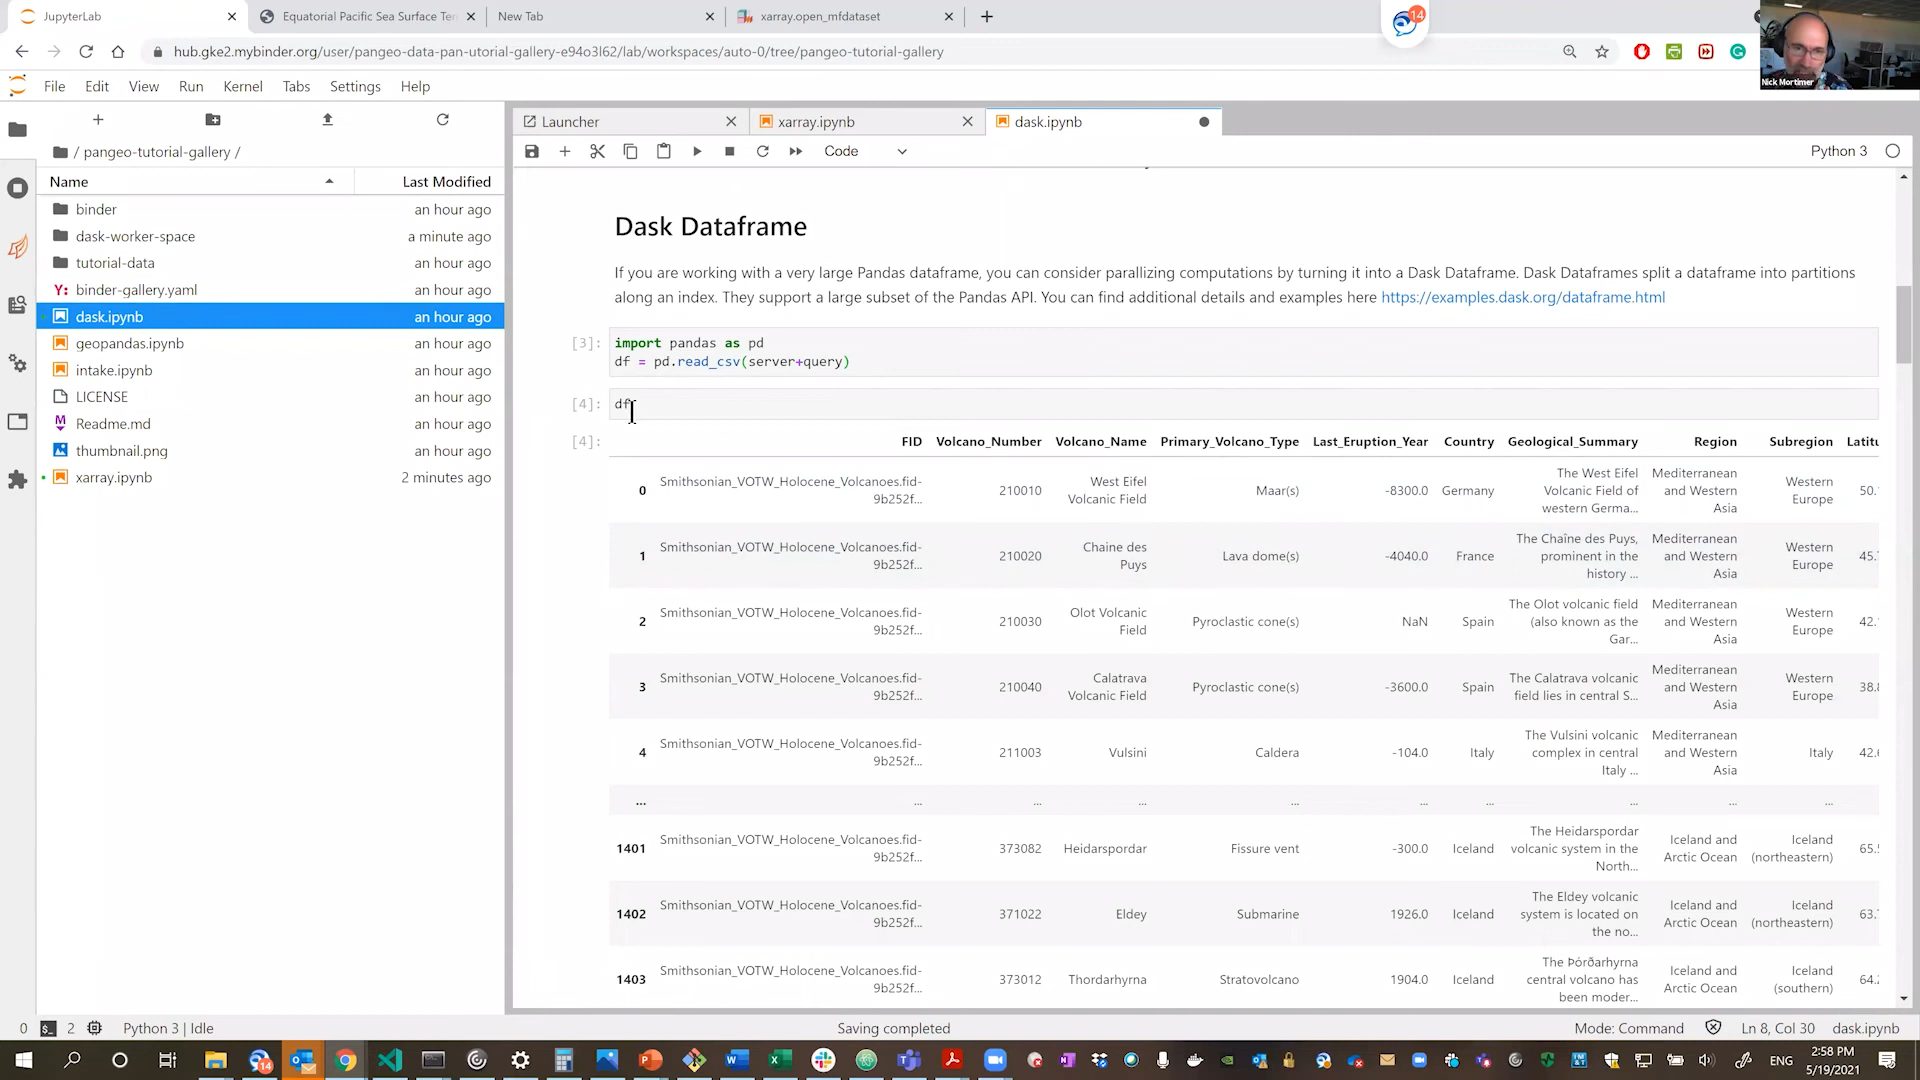 JupyterLab
Equatorial Pacific Sea Surface Ter
New Tab
xarray.open_mfdataset
14
hub.gke2.mybinder.org/user/pangeo-data-pan-utorial-gallery-e94o3l62/lab/workspaces/auto-0/tree/pangeo-tutorial-gallery
Nick Mortimer
File Edit View Run Kernel Tabs Settings Help
Launcher
xarray.ipynb
dask.ipynb
/ pangeo-tutorial-gallery /
Code
Python 3
Name Last Modified
binder an hour ago
dask-worker-space a minute ago
tutorial-data an hour ago
binder-gallery.yaml an hour ago
dask.ipynb an hour ago
geopandas.ipynb an hour ago
intake.ipynb an hour ago
LICENSE an hour ago
Readme.md an hour ago
thumbnail.png an hour ago
xarray.ipynb 2 minutes ago
Dask Dataframe
If you are working with a very large Pandas dataframe, you can consider parallizing computations by turning it into a Dask Dataframe. Dask Dataframes split a dataframe into partitions
along an index. They support a large subset of the Pandas API. You can find additional details and examples here https://examples.dask.org/dataframe.html
[3]: import pandas as pd
df = pd.read_csv(server+query)
[4]: df
[4]: FID Volcano_Number Volcano_Name Primary_Volcano_Type Last_Eruption_Year Country Geological_Summary Region Subregion Latitu
0 Smithsonian_VOTW_Holocene_Volcanoes.fid-9b252f... 210010 West Eifel Volcanic Field Maar(s) -8300.0 Germany The West Eifel Volcanic Field of western Germa... Mediterranean and Western Asia Western Europe 50.
1 Smithsonian_VOTW_Holocene_Volcanoes.fid-9b252f... 210020 Chaine des Puys Lava dome(s) -4040.0 France The Chaîne des Puys, prominent in the history ... Mediterranean and Western Asia Western Europe 45.
2 Smithsonian_VOTW_Holocene_Volcanoes.fid-9b252f... 210030 Olot Volcanic Field Pyroclastic cone(s) NaN Spain The Olot volcanic field (also known as the Gar... Mediterranean and Western Asia Western Europe 42.
3 Smithsonian_VOTW_Holocene_Volcanoes.fid-9b252f... 210040 Calatrava Volcanic Field Pyroclastic cone(s) -3600.0 Spain The Calatrava volcanic field lies in central S... Mediterranean and Western Asia Western Europe 38.
4 Smithsonian_VOTW_Holocene_Volcanoes.fid-9b252f... 211003 Vulsini Caldera -104.0 Italy The Vulsini volcanic complex in central Italy ... Mediterranean and Western Asia Italy 42.
... ... ... ... ... ... ... ... ... ...
1401 Smithsonian_VOTW_Holocene_Volcanoes.fid-9b252f... 373082 Heidarspordar Fissure vent -300.0 Iceland The Heidarspordar volcanic system in the North... Iceland and Arctic Ocean Iceland (northeastern) 65.
1402 Smithsonian_VOTW_Holocene_Volcanoes.fid-9b252f... 371022 Eldey Submarine 1926.0 Iceland The Eldey volcanic system is located on the no... Iceland and Arctic Ocean Iceland (northeastern) 63.
1403 Smithsonian_VOTW_Holocene_Volcanoes.fid-9b252f... 373012 Thordarhyrna Stratovolcano 1904.0 Iceland The Þórðarhyrna central volcano has been moder... Iceland and Arctic Ocean Iceland (southern) 64.
0 2 Python 3 | Idle Saving completed Mode: Command Ln 8, Col 30 dask.ipynb
ENG
2:58 PM
5/19/2021